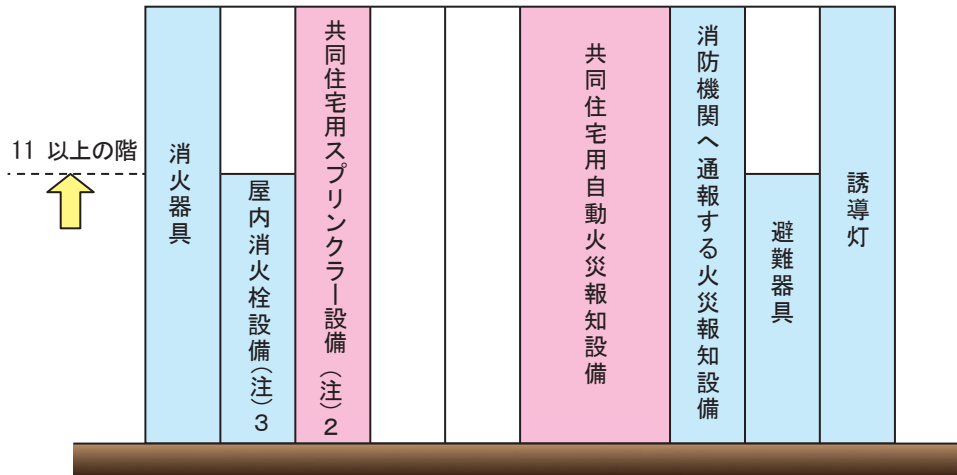 11 以上の階
消火器具
屋内消火栓設備(注)3
共同住宅用スプリンクラー設備(注)2
共同住宅用自動火災報知設備
消防機関へ通報する火災報知設備
避難器具
誘導灯